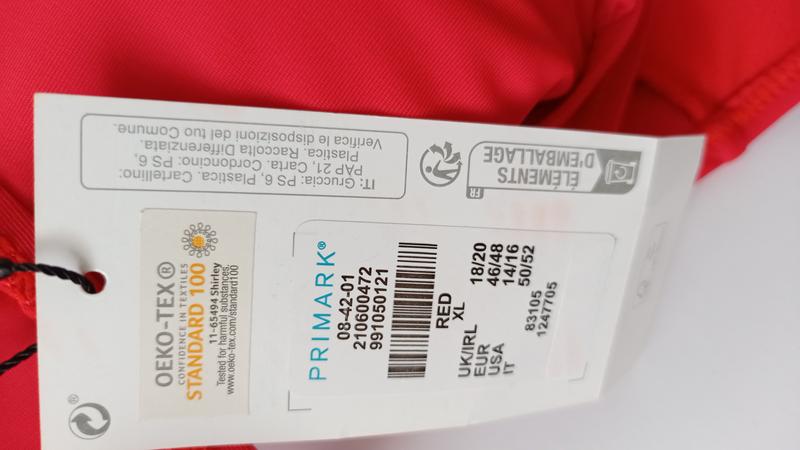 IT: Gruccia: PS 6, Plastica. Cartellino:
PAP 21, Carta. Cordoncino: PS 6,
Plastica. Raccolta Differenziata.
Verifica le disposizioni del tuo Comune.
FR
ÉLÉMENTS
D'EMBALLAGE
OEKO-TEX®
CONFIDENCE IN TEXTILES
STANDARD 100
11-65494 Shirley
Tested for harmful substances.
www.oeko-tex.com/standard100
®
PRIMARK®
08-42-01
210600472
991050121
RED
XL
UK/IRL 18/20
EUR 46/48
USA 14/16
IT 50/52
83105
1247705